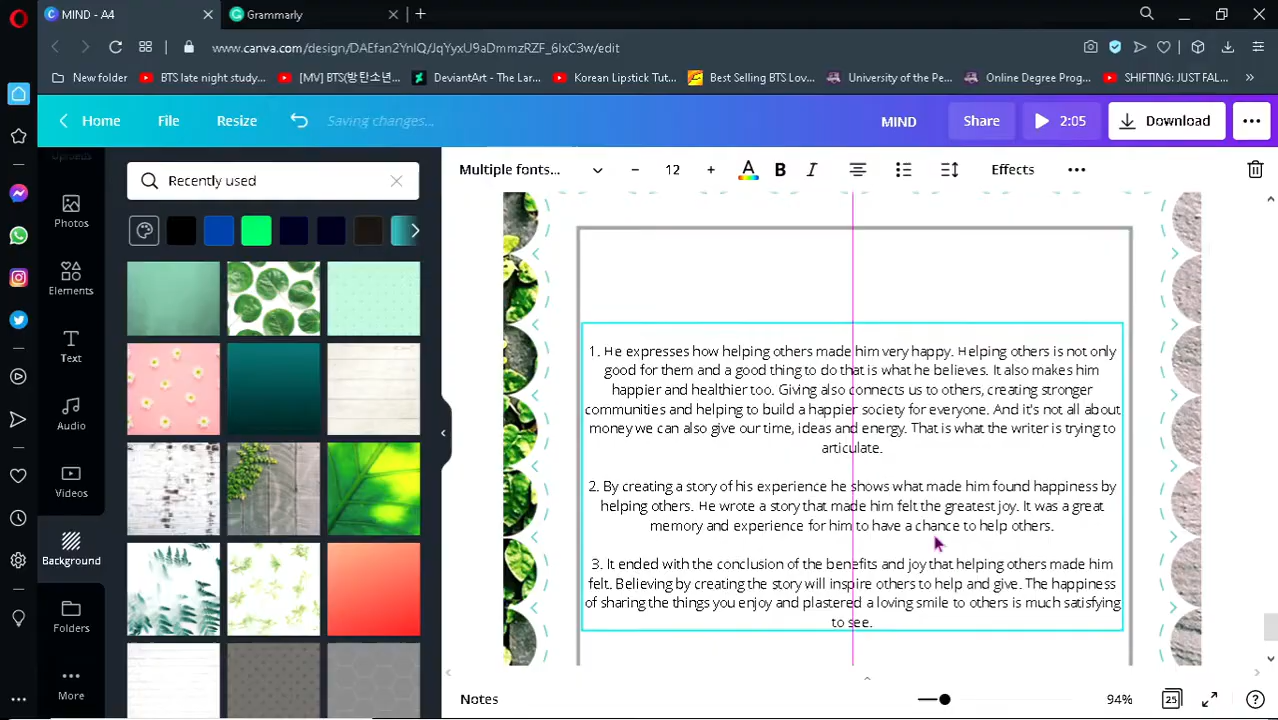 MIND - A4
Grammarly
www.canva.com/design/DAEfan2YnIQ/JqYyxU9aDmmzRZF_6IxC3w/edit
New folder
BTS late night study...
[MV] BTS(방탄소년...
DeviantArt - The Lar...
Korean Lipstick Tut...
Best Selling BTS Lov...
University of the Pe...
Online Degree Prog...
SHIFTING: JUST FAL...
Home
File
Resize
Saving changes...
MIND
Share
2:05
Download
Recently used
Multiple fonts...
12
A
B
I
Effects
Photos
Elements
Text
Audio
Videos
Background
Folders
More
1. He expresses how helping others made him very happy. Helping others is not only
good for them and a good thing to do that is what he believes. It also makes him
happier and healthier too. Giving also connects us to others, creating stronger
communities and helping to build a happier society for everyone. And it's not all about
money we can also give our time, ideas and energy. That is what the writer is trying to
articulate.
2. By creating a story of his experience he shows what made him found happiness by
helping others. He wrote a story that made him felt the greatest joy. It was a great
memory and experience for him to have a chance to help others.
3. It ended with the conclusion of the benefits and joy that helping others made him
felt. Believing by creating the story will inspire others to help and give. The happiness
of sharing the things you enjoy and plastered a loving smile to others is much satisfying
to see.
Notes
94%
25